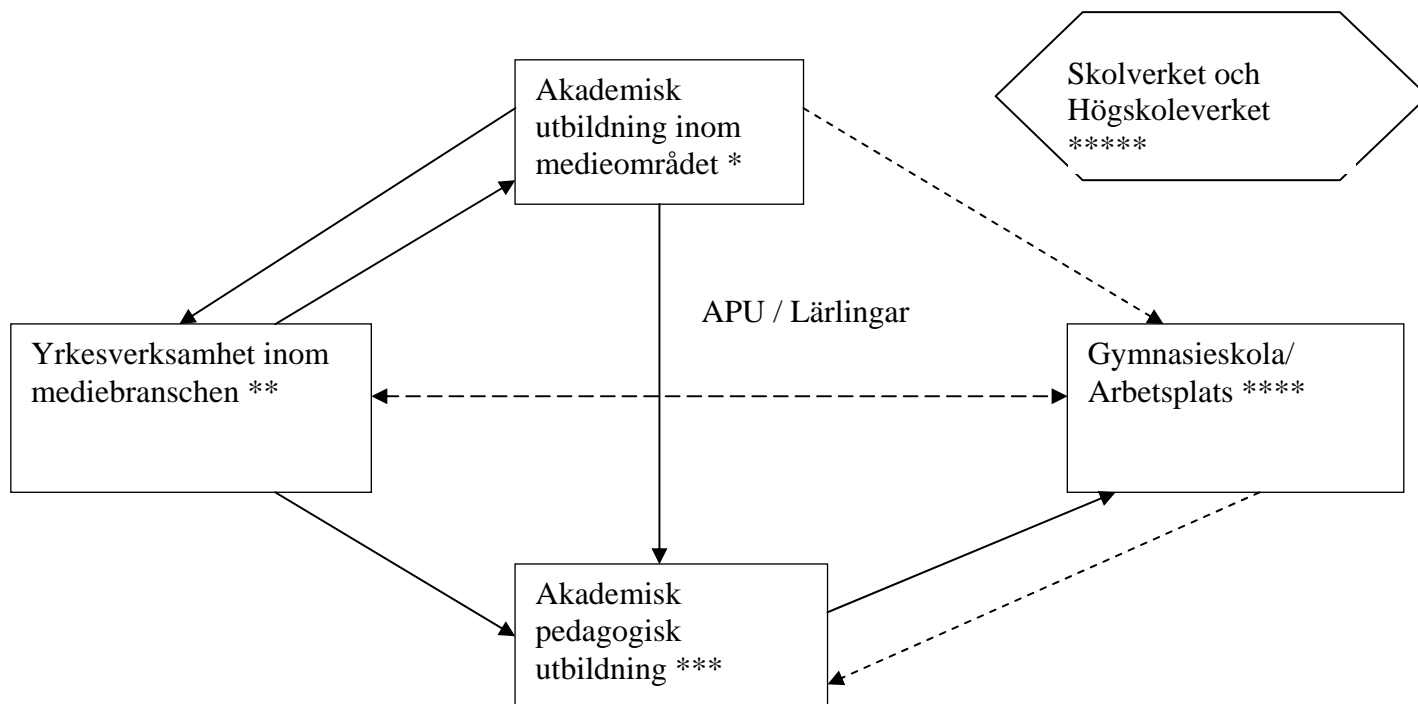 Akademisk
utbildning inom
medieområdet *
Skolverket och
Högskoleverket
*****
APU / Lärlingar
Yrkesverksamhet inom
mediebranschen **
Gymnasieskola/
Arbetsplats ****
Akademisk
pedagogisk
utbildning ***